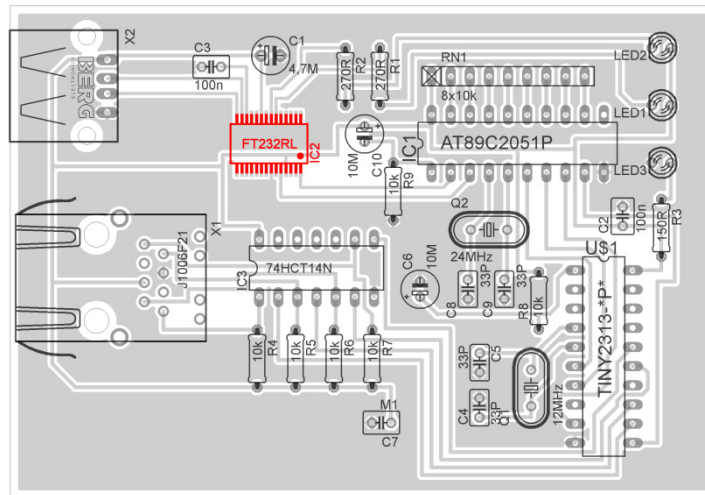 X2
C3
100n
C1
4,7M
BERG
ELECTRONICS
270R
R2
270R
R1
RN1
8x10k
LED2
LED1
LED3
FT232RL
IC2
10M
C10
IC1
AT89C2051P
10k
R9
Q2
24MHz
C2
100n
150R
R3
X1
J1006F21
IC3
74HCT14N
C6
10M
33P
C8
33P
C9
10k
R8
US1
TINY2313-*P*
10k
R4
10k
R5
10k
R6
10k
R7
33P
C5
C4
33P
Q1
12MHz
M1
C7